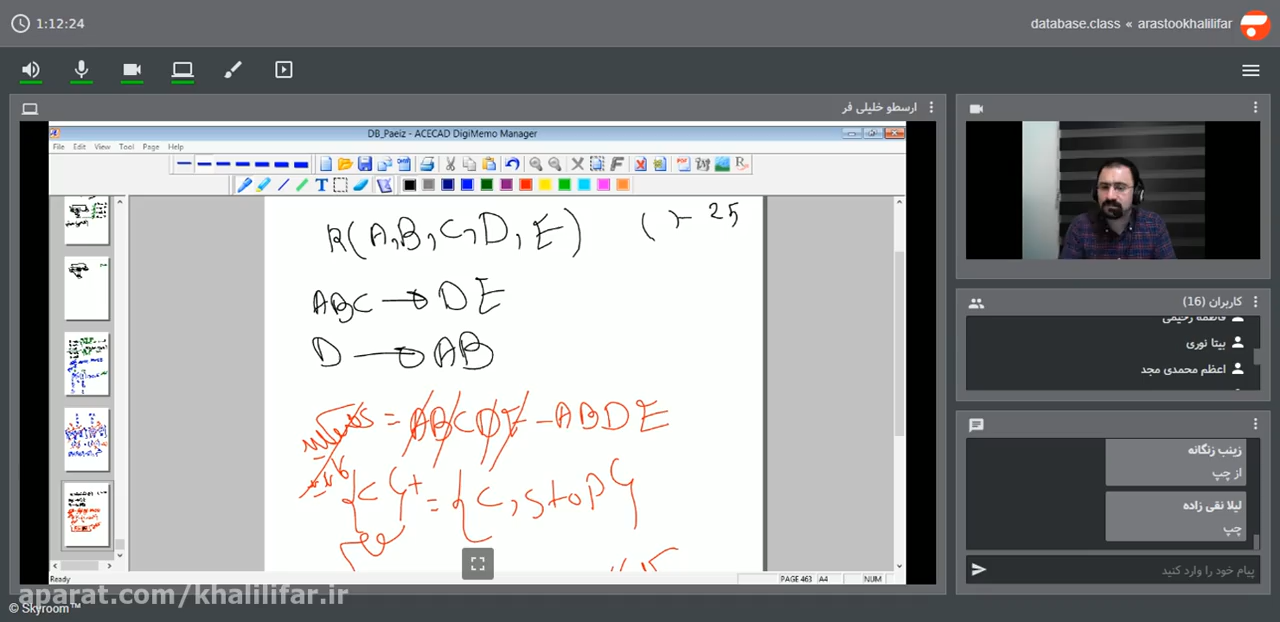 1:12:24
database.class « arastookhalilifar
ارسطو خلیلی فر
DB_Paeiz - ACECAD DigiMemo Manager
File Edit View Tool Page Help
R(A,B,C,D,E)
25
ABC → DE
D → AB
= ABCDE - ABDE
{C}+ = {C, stop}
Ready
PAGE 463 A4 NUM
کاربران (16)
فاطمه رحیمی
بیتا نوری
اعظم محمدی مجد
زینب زنگانه
از چپ
لیلا نقی زاده
چپ
پیام خود را وارد کنید
aparat.com/khalilifar.ir
© Skyroom™